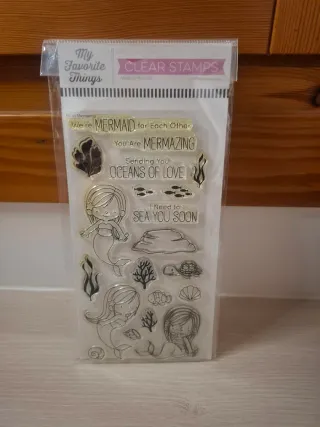 My
Favorite
Things
CLEAR STAMPS
We're MERMAID for Each Other
You Are MERMAZING
Sending You
OCEANS OF LOVE
I Need to
SEA YOU SOON